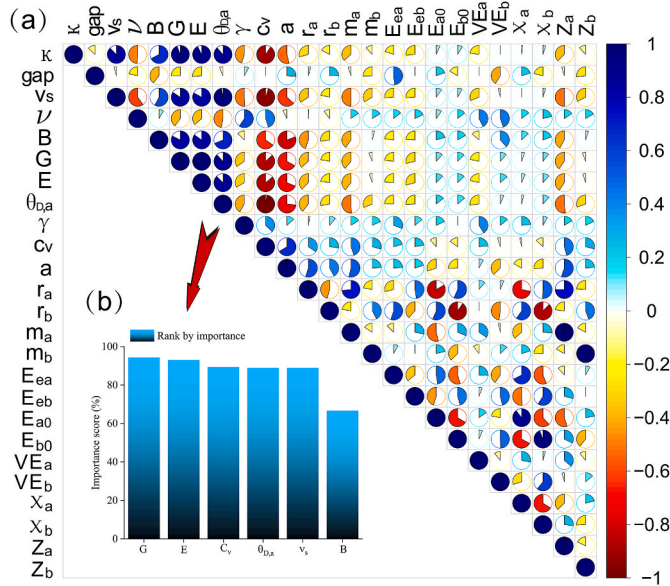 (a)
κ gap vs ν B G E θD,a γ cv a ra rb ma mb Eea Eeb Ea0 Eb0 VEa VEb χa χb Za Zb
κ
gap
vs
ν
B
G
E
θD,a
γ
cv
a
ra
rb
ma
mb
Eea
Eeb
Ea0
Eb0
VEa
VEb
χa
χb
Za
Zb
1
0.8
0.6
0.4
0.2
0
−0.2
−0.4
−0.6
−0.8
−1
(b)
Rank by importance
Importance score (%)
100
80
60
40
20
0
G E Cv θD,a vs B